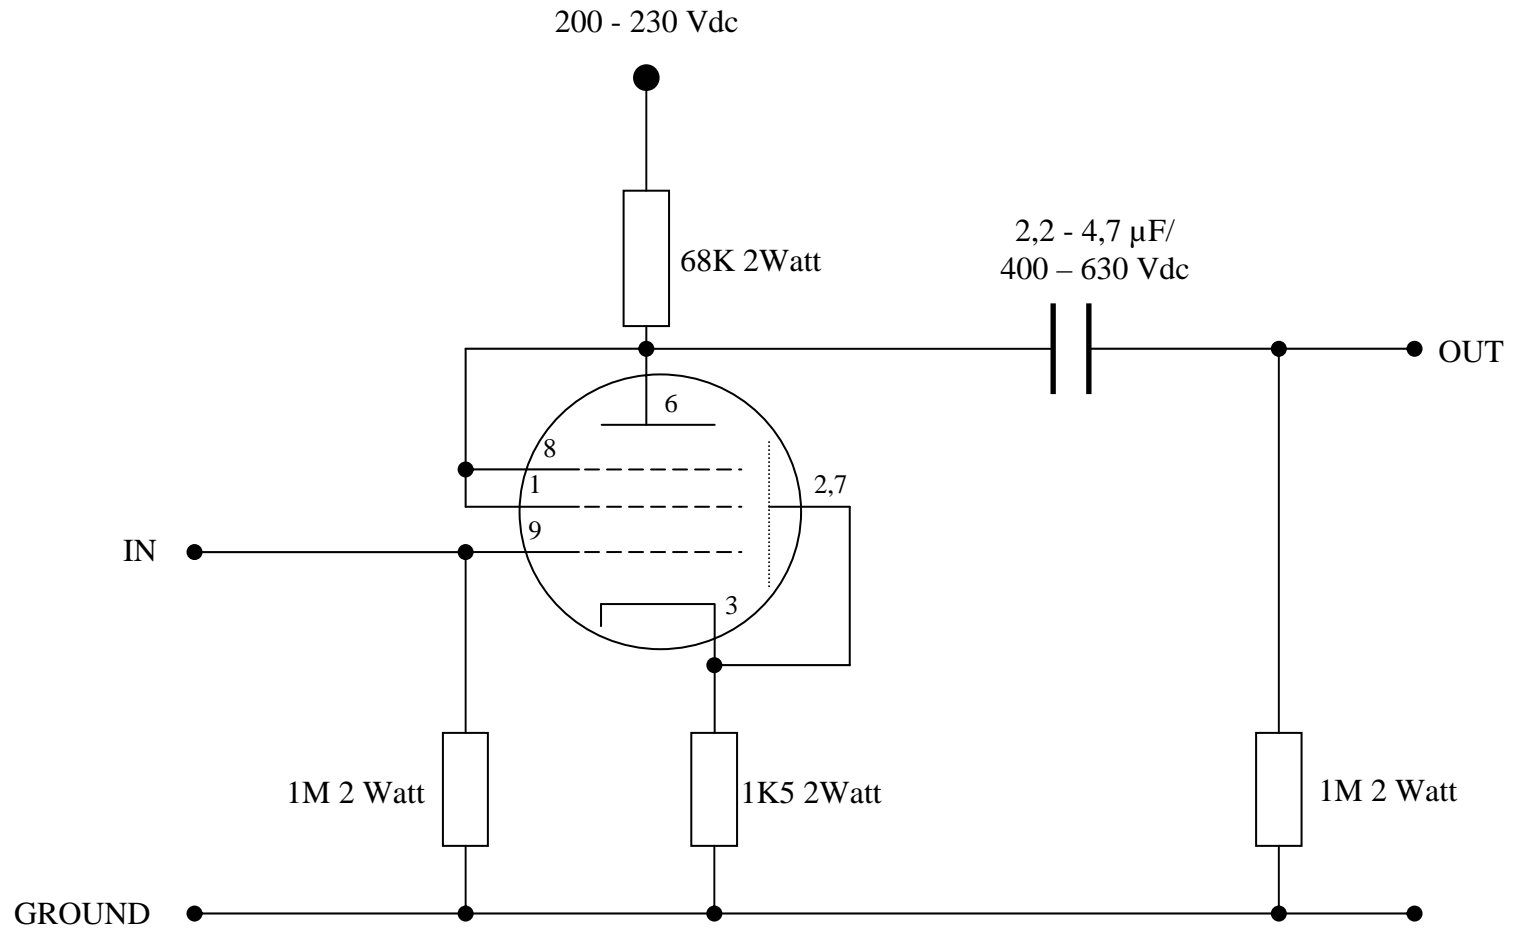 200 - 230 Vdc
2,2 - 4,7 µF/
400 – 630 Vdc
68K 2Watt
OUT
6
8
1
2,7
9
IN
3
1M 2 Watt
1K5 2Watt
1M 2 Watt
GROUND